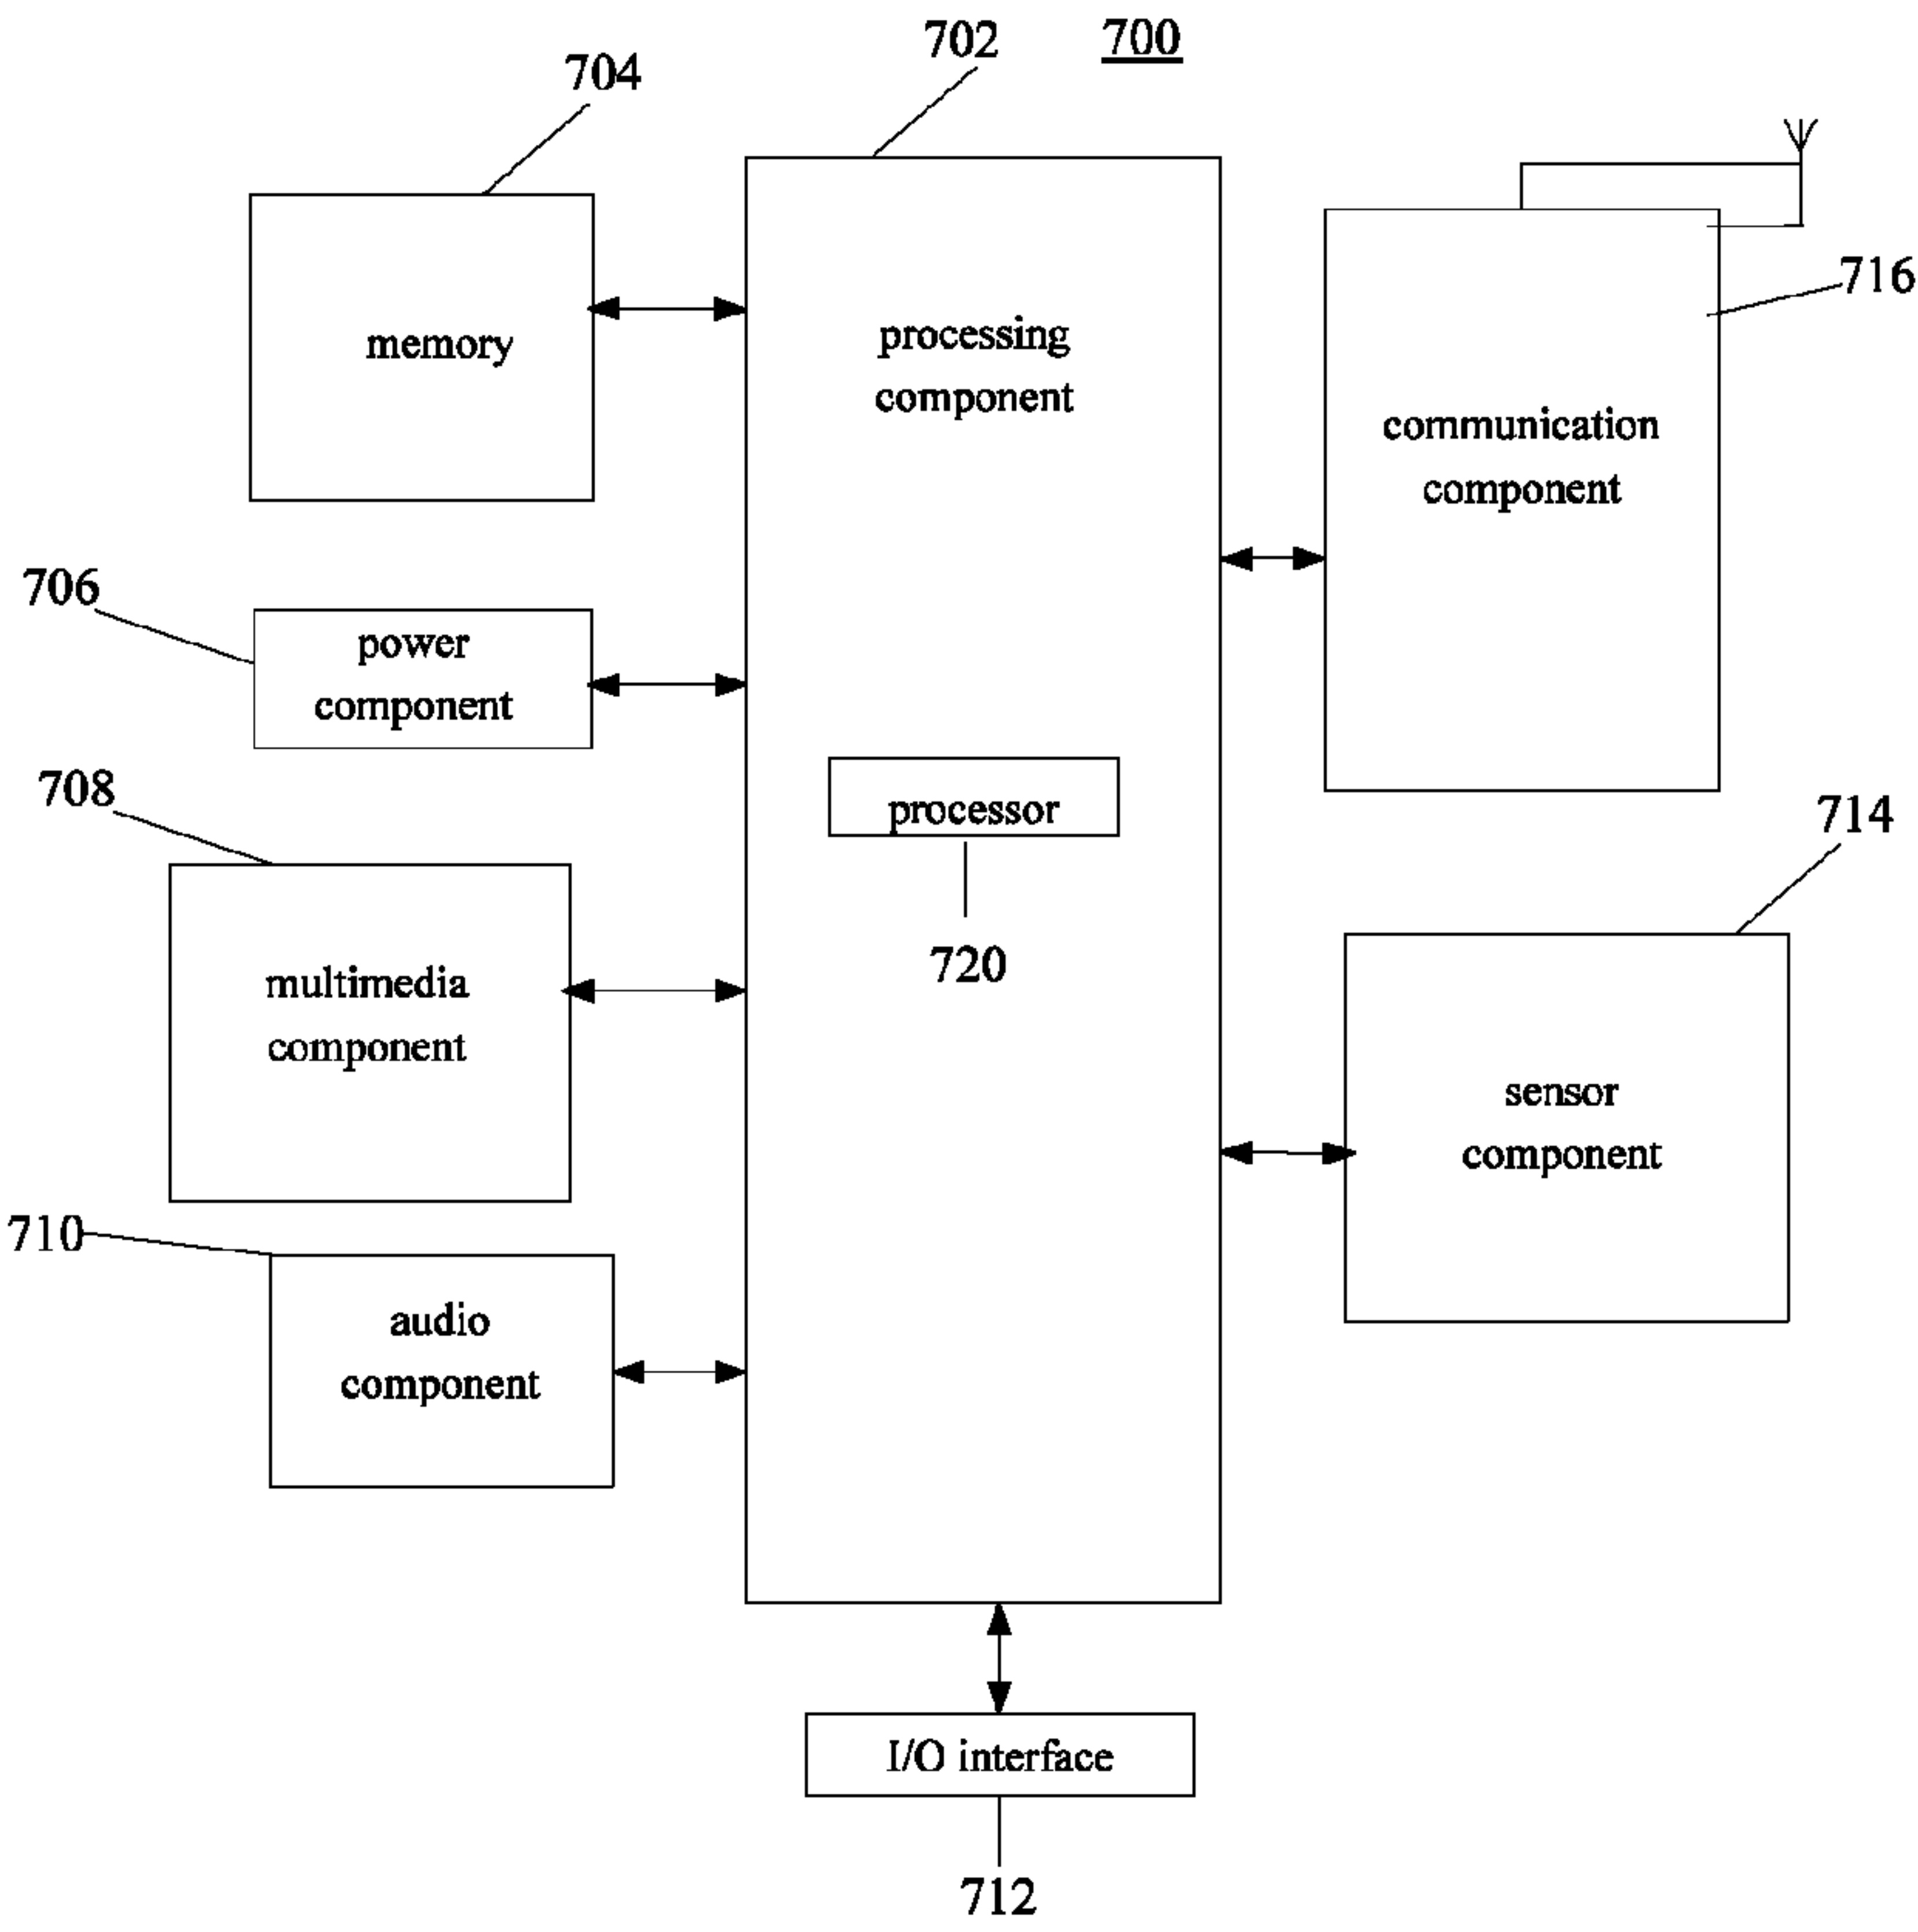 702
700
704
716
memory
processing
component
communication
component
706
power
component
708
processor
714
720
multimedia
component
sensor
component
710
audio
component
I/O interface
712